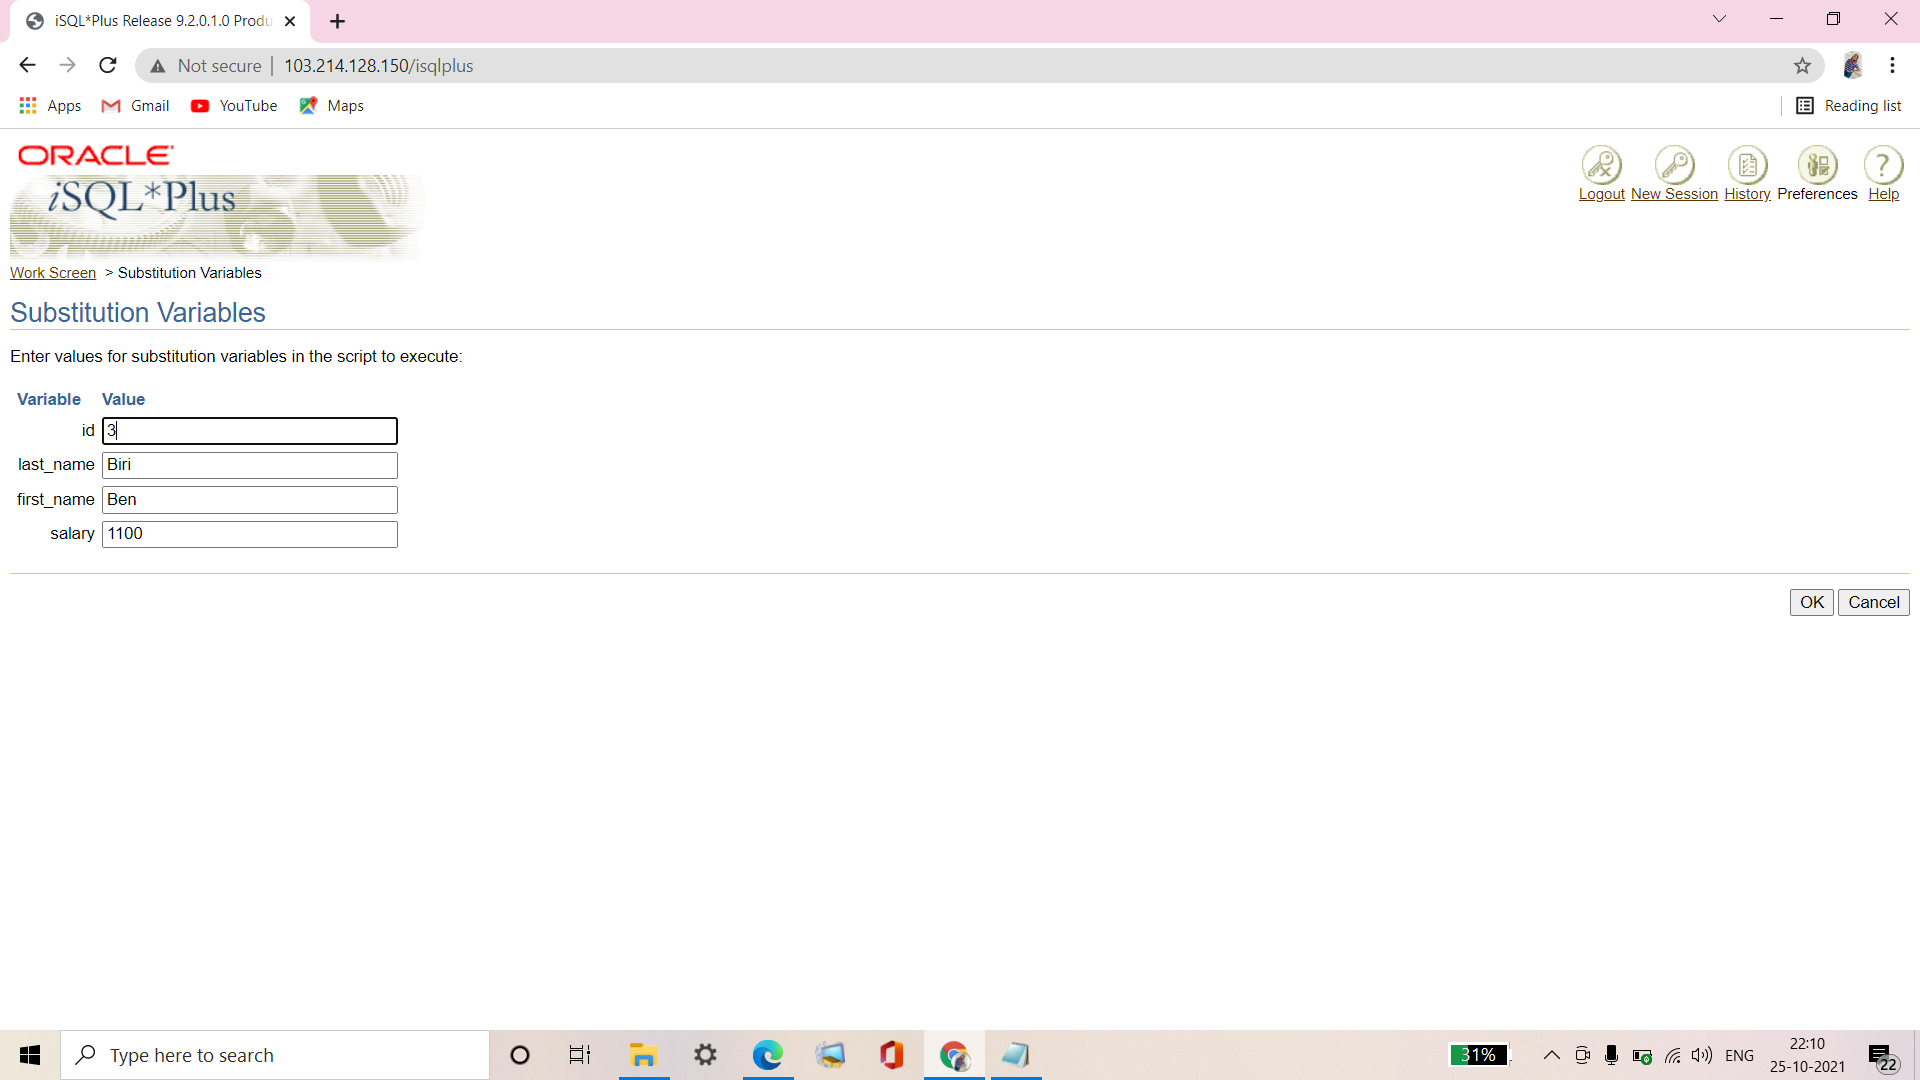 iSQL*Plus Release 9.2.0.1.0 Produ
Not secure | 103.214.128.150/isqlplus
Apps Gmail YouTube Maps Reading list
ORACLE
iSQL*Plus
Logout New Session History Preferences Help
Work Screen > Substitution Variables
Substitution Variables
Enter values for substitution variables in the script to execute:
Variable Value
id 3
last_name Biri
first_name Ben
salary 1100
OK Cancel
Type here to search 31% ENG 22:10
25-10-2021 22